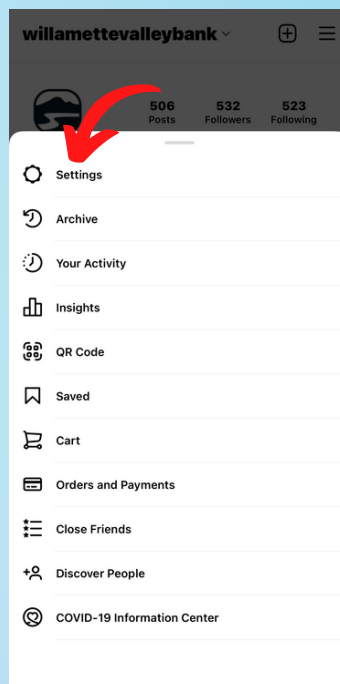 willamettevalleybank
506 532 523
Posts Followers Following
Settings
Archive
Your Activity
Insights
QR Code
Saved
Cart
Orders and Payments
Close Friends
Discover People
COVID-19 Information Center